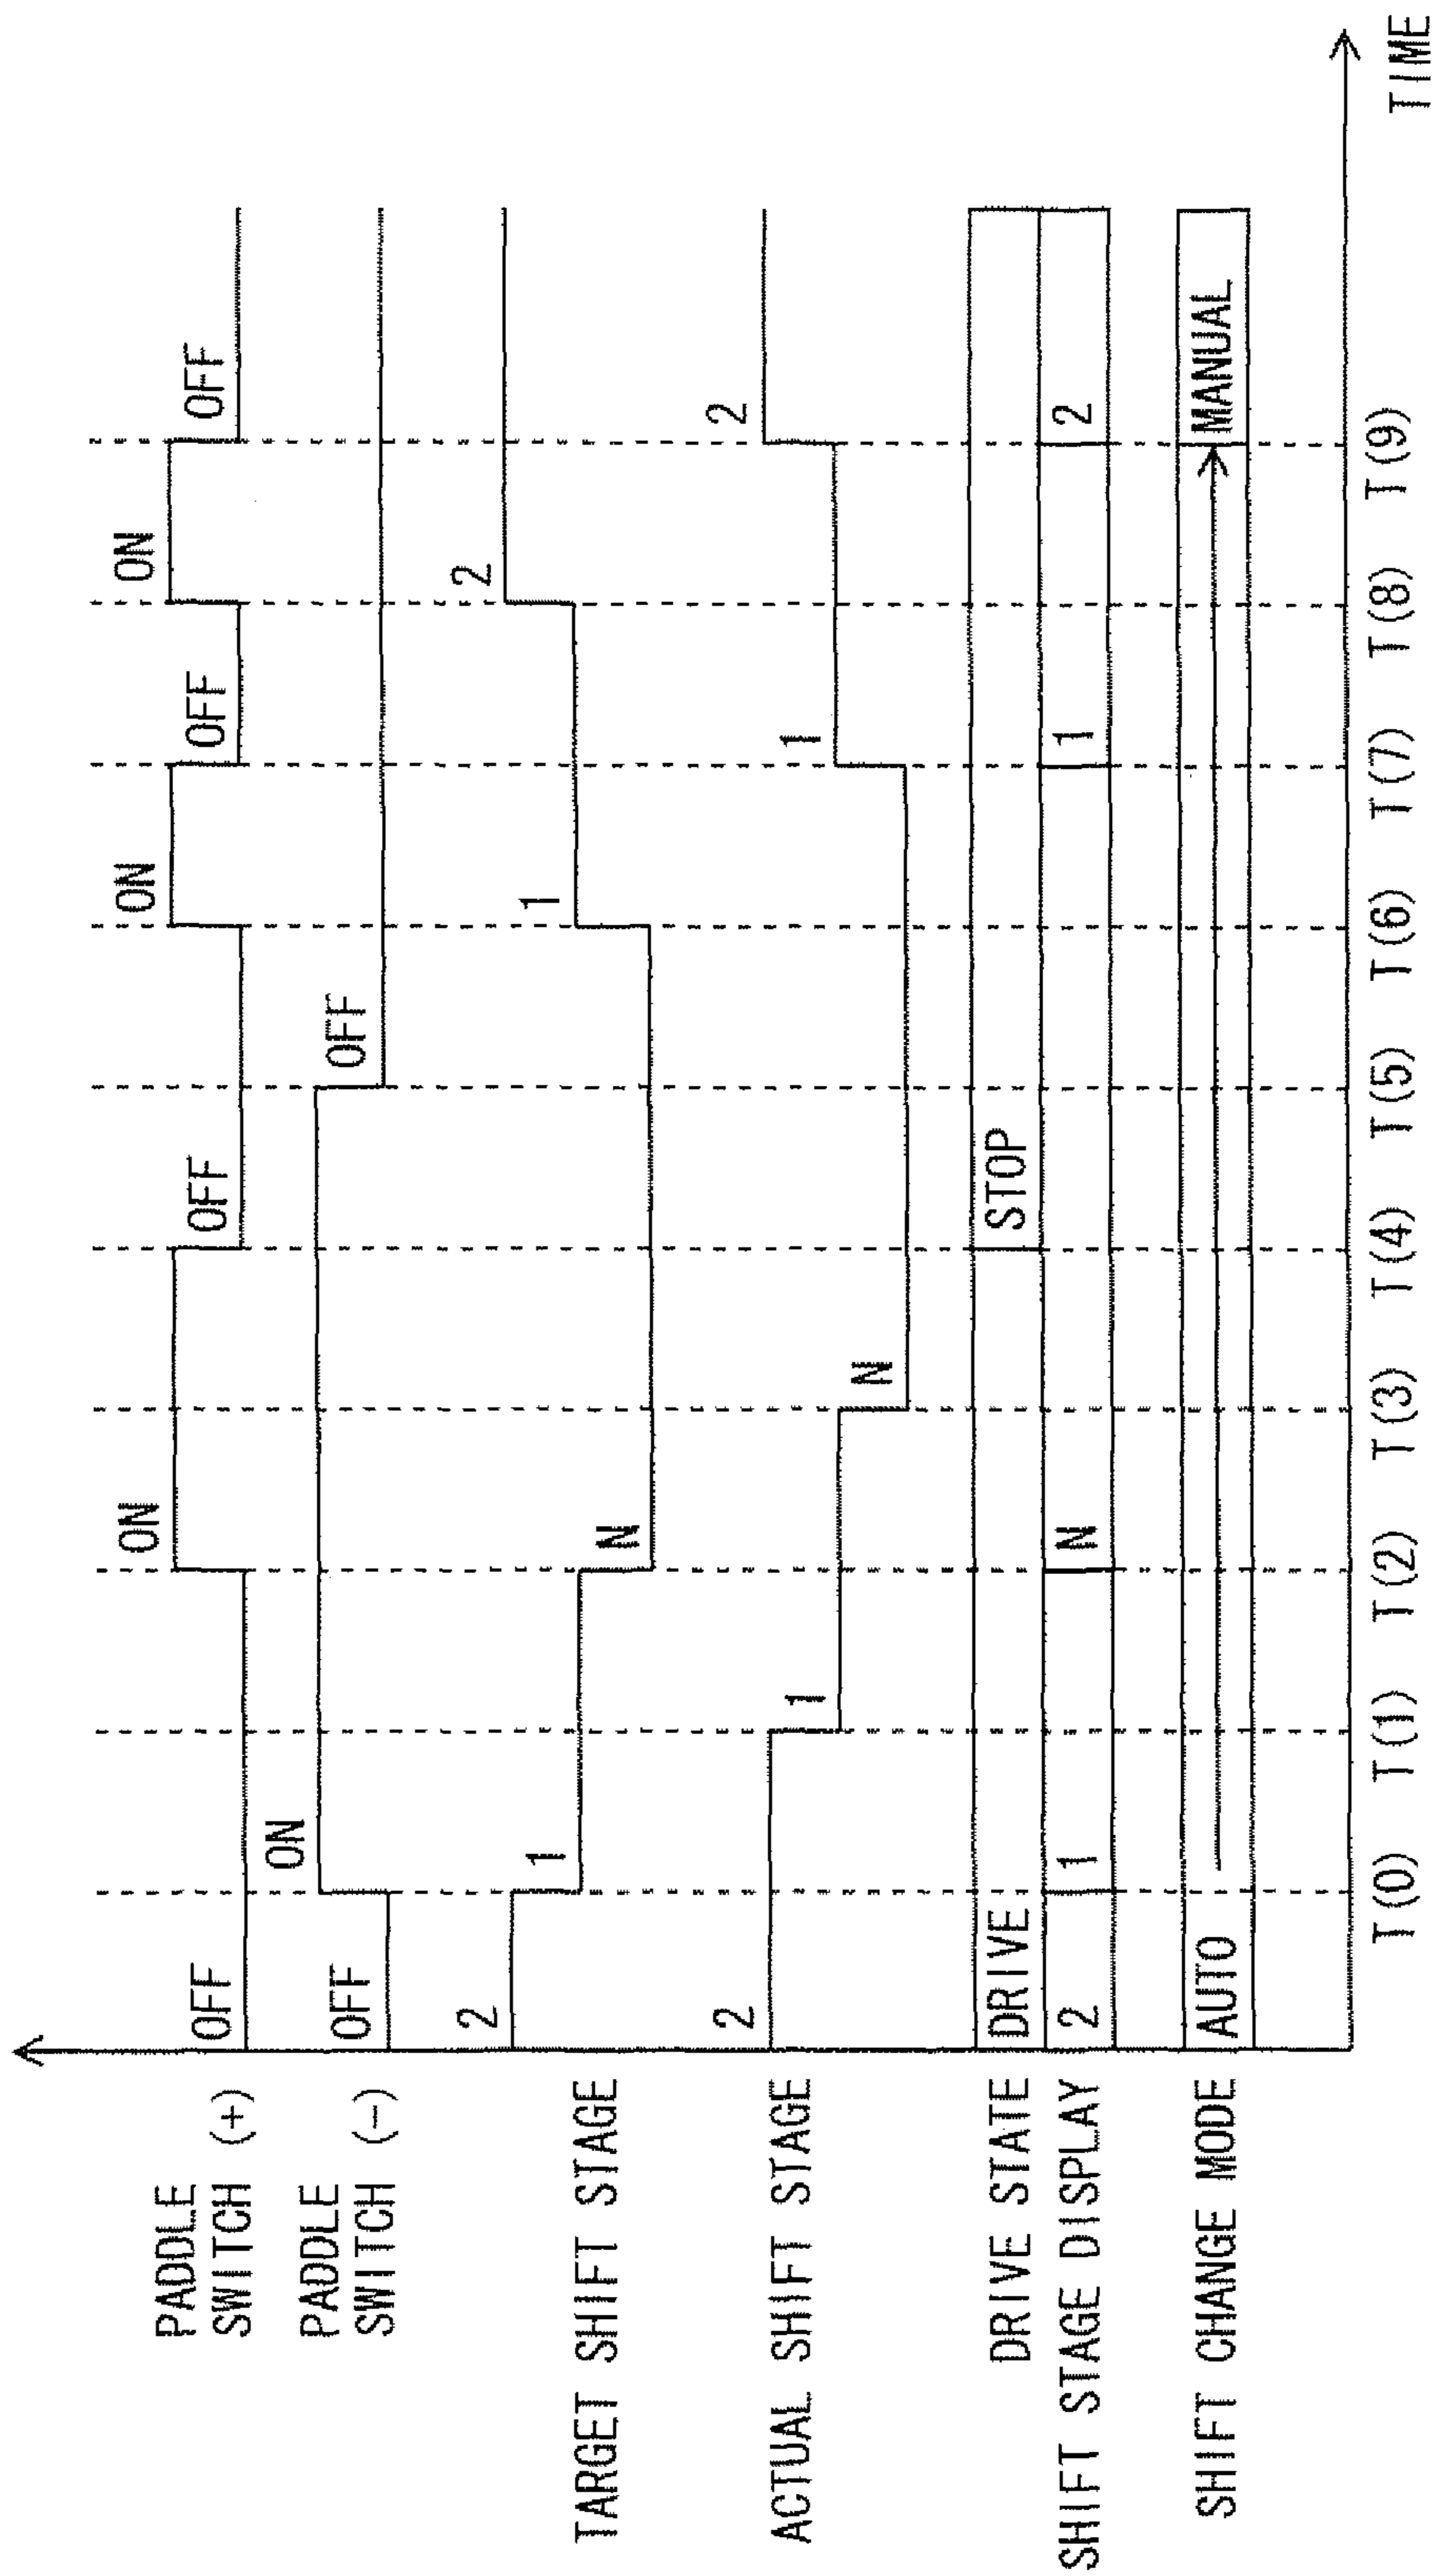 PADDLE
SWITCH (+)
OFF
ON
OFF
ON
OFF
ON
OFF
PADDLE
SWITCH (-)
OFF
ON
OFF
TARGET SHIFT STAGE
2
1
N
1
2
ACTUAL SHIFT STAGE
2
1
N
1
2
DRIVE STATE
DRIVE
STOP
SHIFT STAGE DISPLAY
2
1
N
1
2
SHIFT CHANGE MODE
AUTO
MANUAL
T(0)
T(1)
T(2)
T(3)
T(4)
T(5)
T(6)
T(7)
T(8)
T(9)
TIME